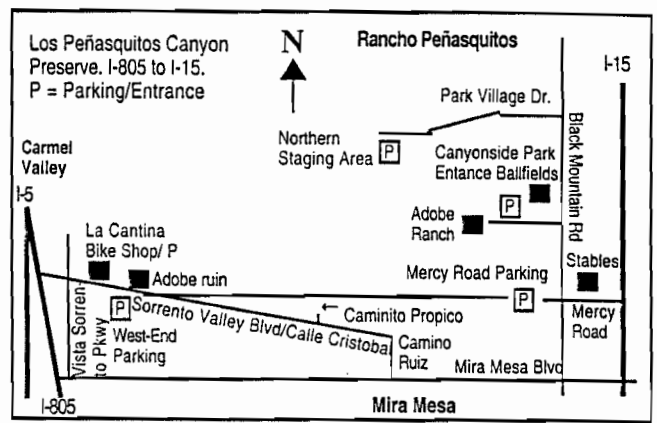 Los Peñasquitos Canyon
Preserve. I-805 to I-15.
P = Parking/Entrance
N
Rancho Peñasquitos
I-15
Park Village Dr.
Black Mountain Rd
Northern
Staging Area P
Canyonside Park
Entance Ballfields
P
Carmel
Valley
I-5
Adobe
Ranch
La Cantina
Bike Shop/ P
Adobe ruin
Stables
Mercy Road Parking
P
Mercy
Road
Vista Sorren-
to Pkwy
P
West-End
Parking
Sorrento Valley Blvd/Calle Cristobal
← Caminito Propico
Camino
Ruiz
Mira Mesa Blvd
I-805
Mira Mesa